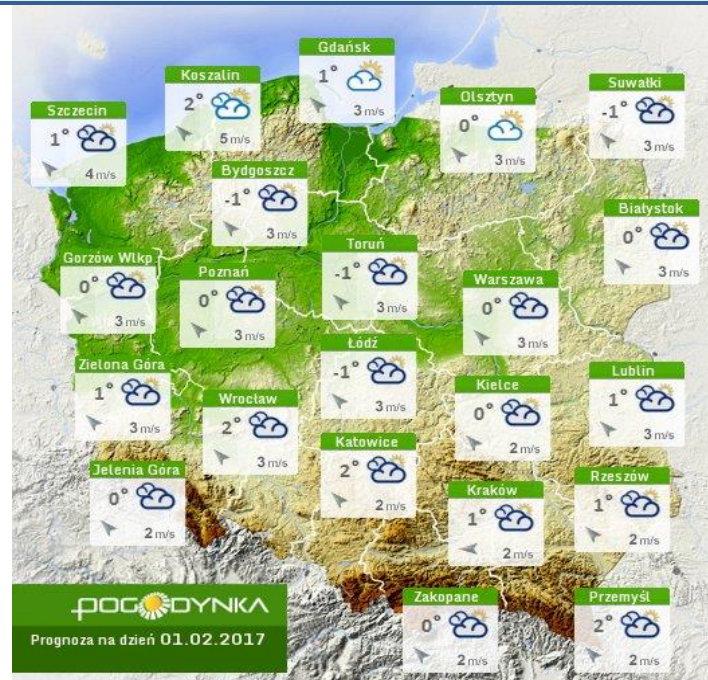 Gdańsk
1°
3 m/s
Koszalin
2°
5 m/s
Suwałki
-1°
3 m/s
Olsztyn
0°
3 m/s
Szczecin
1°
4 m/s
Bydgoszcz
-1°
3 m/s
Białystok
0°
3 m/s
Toruń
-1°
3 m/s
Gorzów Wlkp
0°
3 m/s
Poznań
0°
3 m/s
Warszawa
0°
3 m/s
Łódź
-1°
3 m/s
Zielona Góra
1°
3 m/s
Lublin
1°
3 m/s
Kielce
0°
2 m/s
Wrocław
2°
3 m/s
Katowice
2°
2 m/s
Jelenia Góra
0°
2 m/s
Rzeszów
1°
2 m/s
Kraków
1°
2 m/s
Zakopane
0°
2 m/s
Przemyśl
2°
2 m/s
POGODYNKA
Prognoza na dzień 01.02.2017